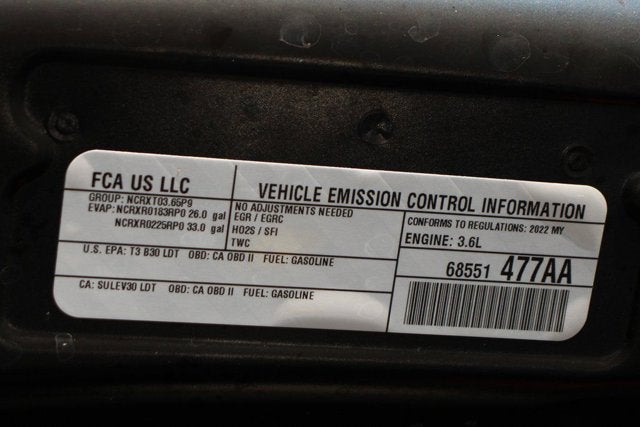 FCA US LLC
GROUP: NCRXT03.65P9
EVAP: NCRXR0183RP0 26.0 gal
NCRXR0225RP0 33.0 gal
VEHICLE EMISSION CONTROL INFORMATION
NO ADJUSTMENTS NEEDED
EGR / EGRC
HO2S / SFI
TWC
CONFORMS TO REGULATIONS: 2022 MY
ENGINE: 3.6L
U.S. EPA: T3 B30 LDT OBD: CA OBD II FUEL: GASOLINE
CA: SULEV30 LDT OBD: CA OBD II FUEL: GASOLINE
68551 477AA